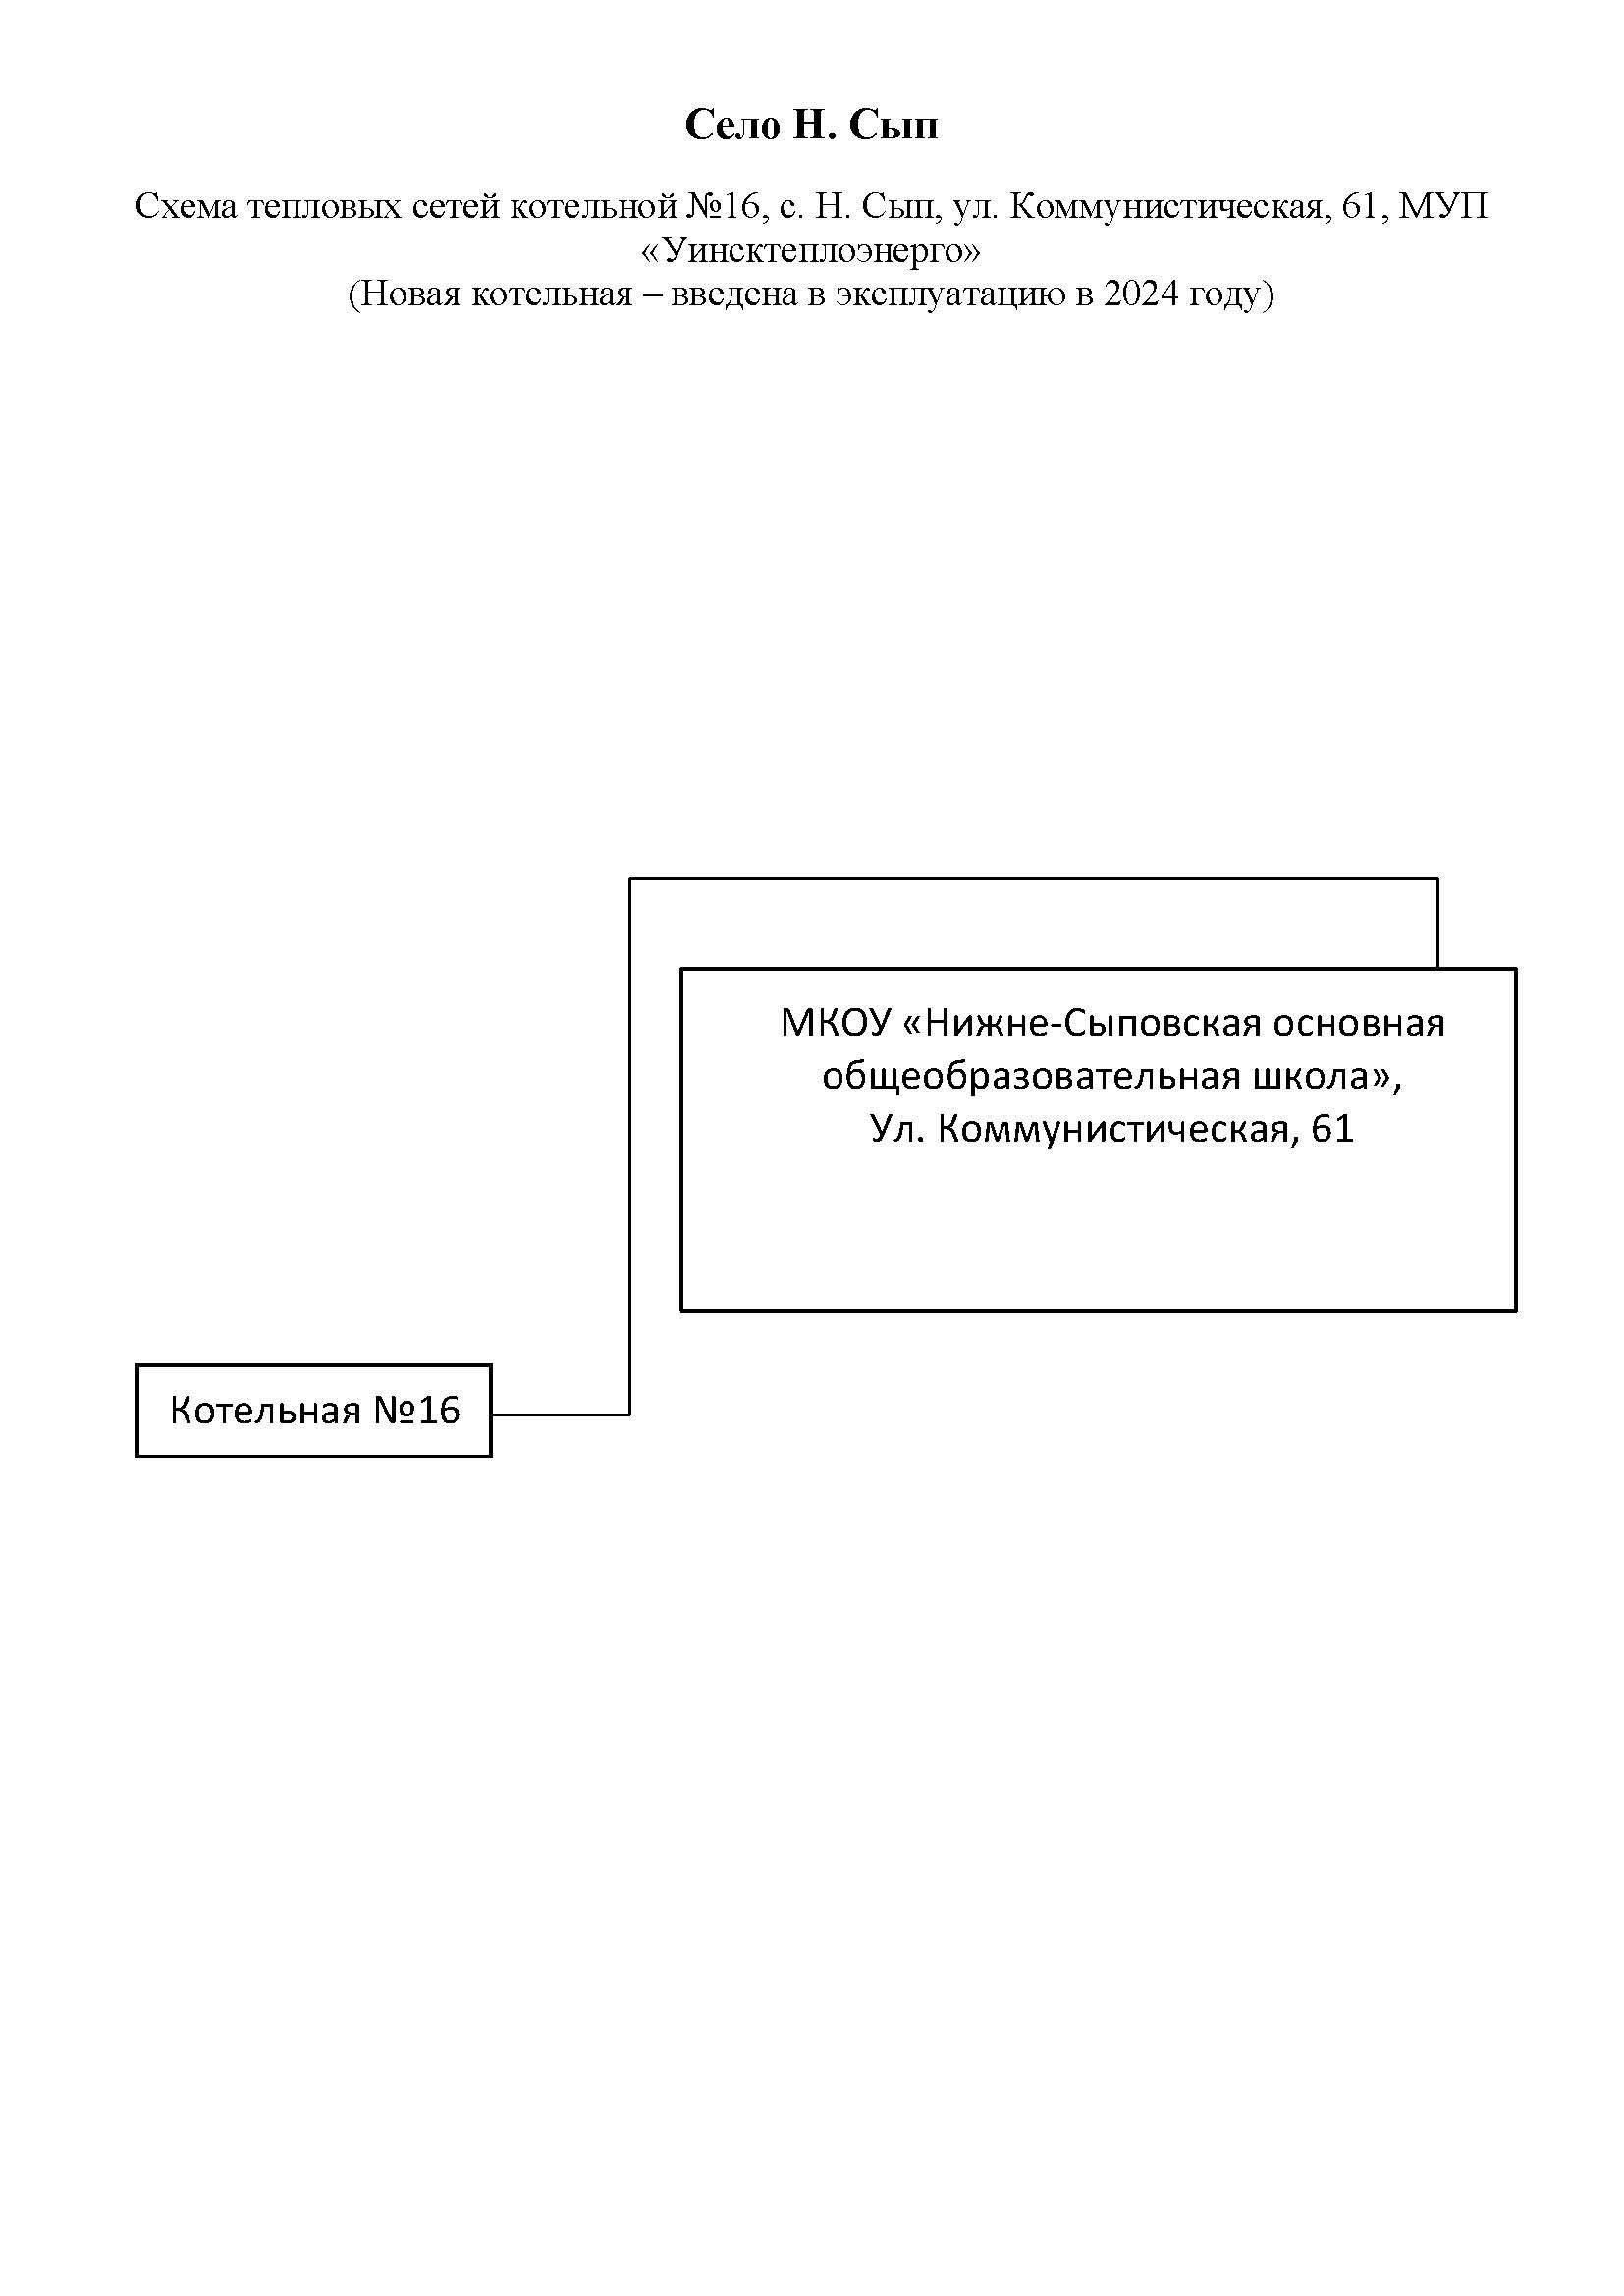 Село Н. Сып
Схема тепловых сетей котельной №16, с. Н. Сып, ул. Коммунистическая, 61, МУП
«Уинсктеплоэнерго»
(Новая котельная – введена в эксплуатацию в 2024 году)
МКОУ «Нижне-Сыповская основная
общеобразовательная школа»,
Ул. Коммунистическая, 61
Котельная №16